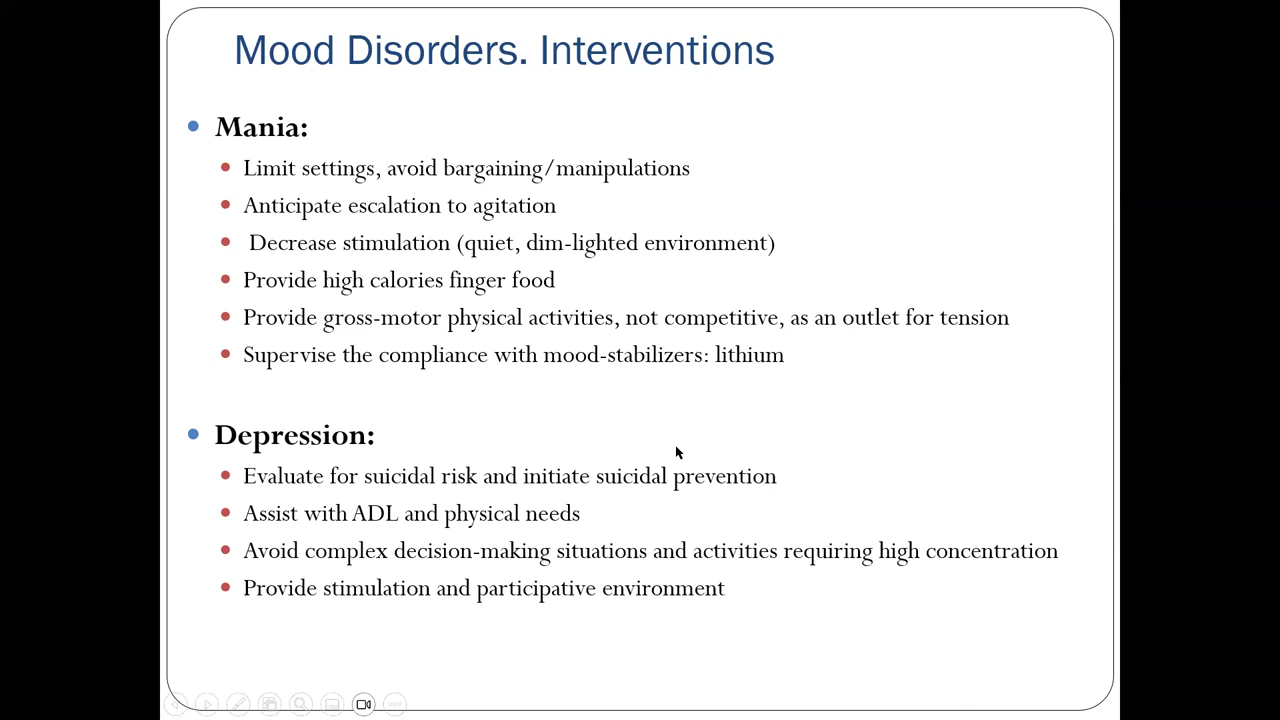 Mood Disorders. Interventions
Mania:
Limit settings, avoid bargaining/manipulations
Anticipate escalation to agitation
Decrease stimulation (quiet, dim-lighted environment)
Provide high calories finger food
Provide gross-motor physical activities, not competitive, as an outlet for tension
Supervise the compliance with mood-stabilizers: lithium
Depression:
Evaluate for suicidal risk and initiate suicidal prevention
Assist with ADL and physical needs
Avoid complex decision-making situations and activities requiring high concentration
Provide stimulation and participative environment